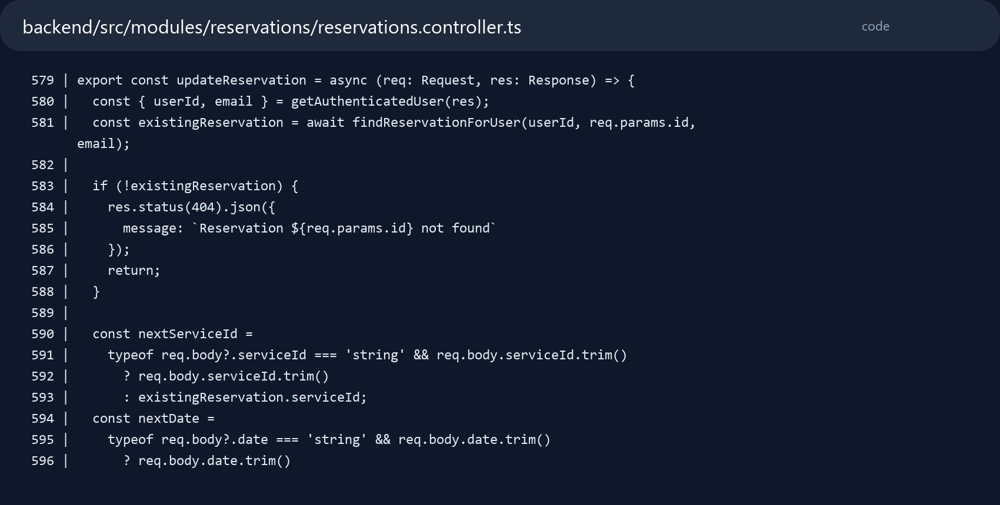 backend/src/modules/reservations/reservations.controller.ts
code
579 | export const updateReservation = async (req: Request, res: Response) => {
580 |   const { userId, email } = getAuthenticatedUser(res);
581 |   const existingReservation = await findReservationForUser(userId, req.params.id,
      email);
582 |
583 |   if (!existingReservation) {
584 |     res.status(404).json({
585 |       message: `Reservation ${req.params.id} not found`
586 |     });
587 |     return;
588 |   }
589 |
590 |   const nextServiceId =
591 |     typeof req.body?.serviceId === 'string' && req.body.serviceId.trim()
592 |       ? req.body.serviceId.trim()
593 |       : existingReservation.serviceId;
594 |   const nextDate =
595 |     typeof req.body?.date === 'string' && req.body.date.trim()
596 |       ? req.body.date.trim()